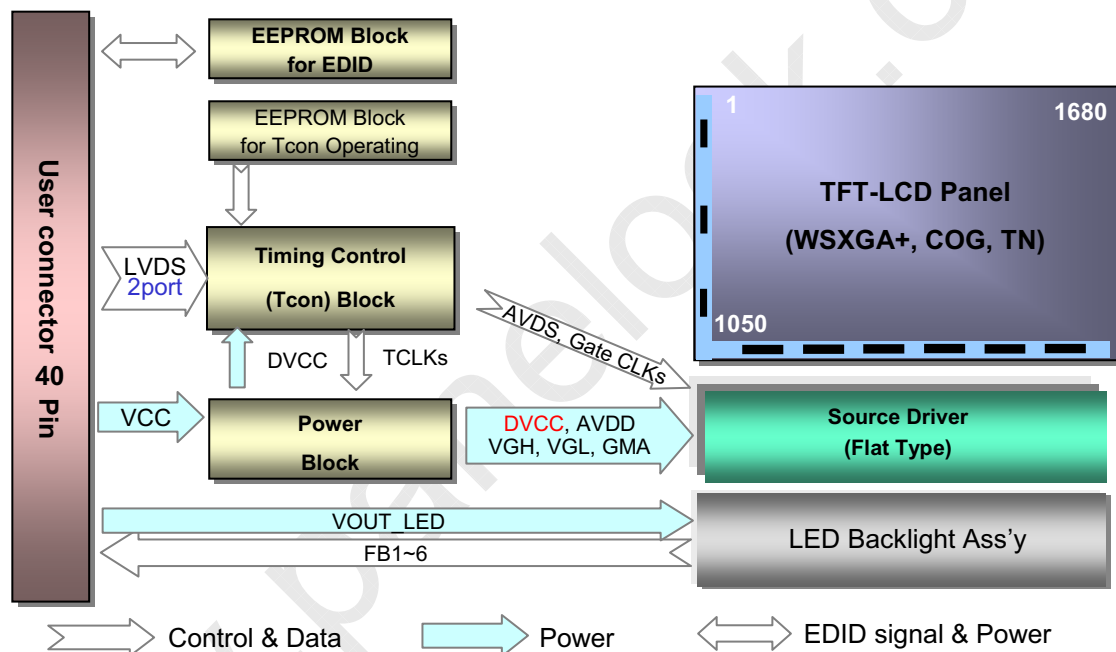 User connector 40 Pin
EEPROM Block
for EDID
EEPROM Block
for Tcon Operating
LVDS
2port
Timing Control
(Tcon) Block
DVCC
TCLKs
VCC
Power
Block
AVDS, Gate CLKs
DVCC, AVDD
VGH, VGL, GMA
1
1680
TFT-LCD Panel
(WSXGA+, COG, TN)
1050
Source Driver
(Flat Type)
VOUT_LED
FB1~6
LED Backlight Ass'y
Control & Data
Power
EDID signal & Power